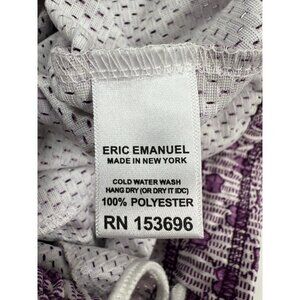 ERIC EMANUEL
MADE IN NEW YORK
COLD WATER WASH
HANG DRY (OR DRY IT IDC)
100% POLYESTER
RN 153696